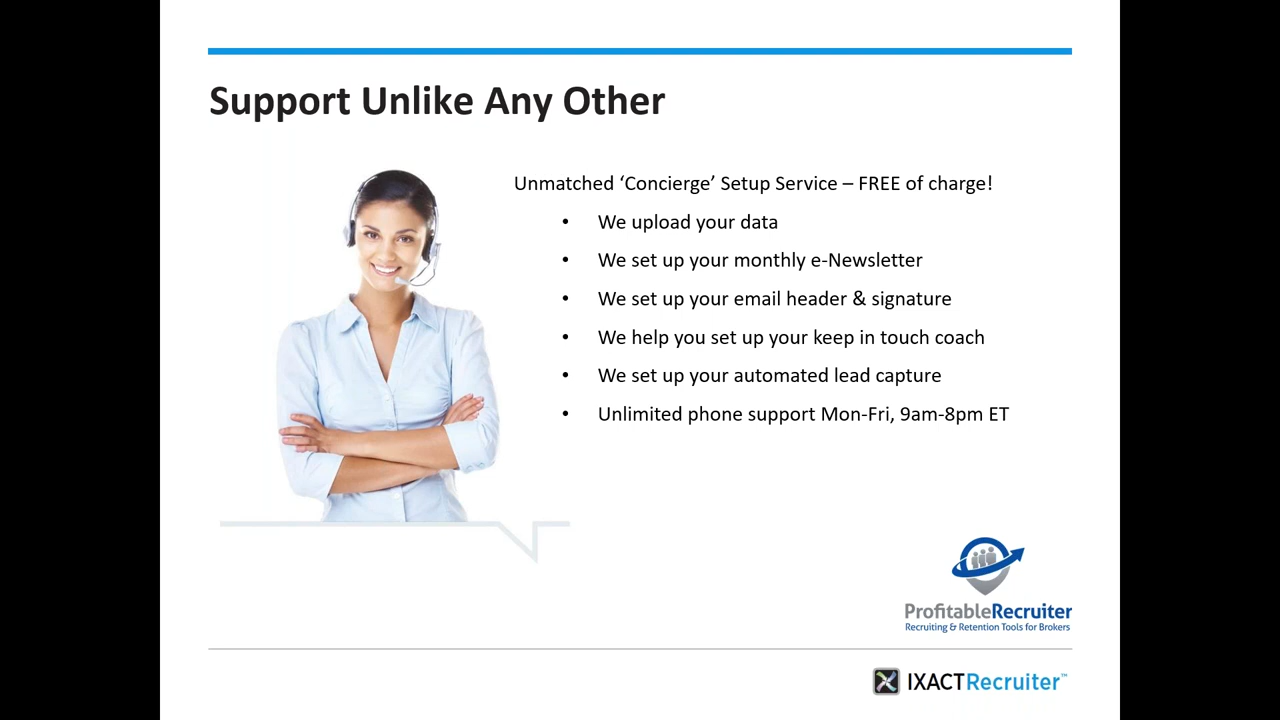 Support Unlike Any Other
Unmatched ‘Concierge’ Setup Service – FREE of charge!
• We upload your data
• We set up your monthly e-Newsletter
• We set up your email header & signature
• We help you set up your keep in touch coach
• We set up your automated lead capture
• Unlimited phone support Mon-Fri, 9am-8pm ET
ProfitableRecruiter
Recruiting & Retention Tools for Brokers
IXACTRecruiter™